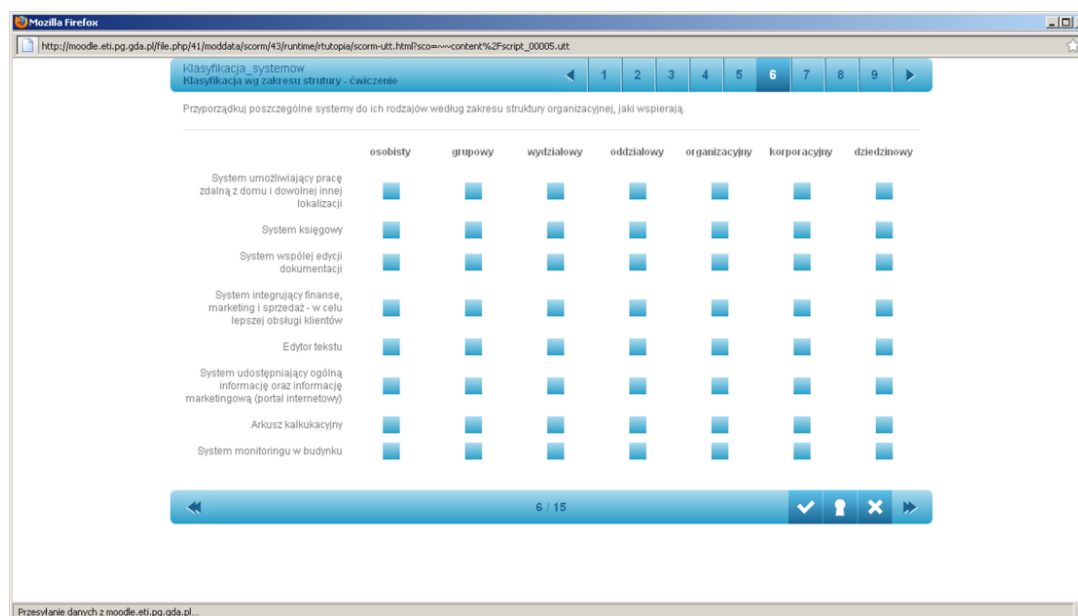 Mozilla Firefox
http://moodle.eti.pg.gda.pl/file.php/41/moddata/scorm/43/runtime/rtutopia/scorm-utt.html?sco=~~content%2Fscript_00005.utt
Klasyfikacja_systemow
Klasyfikacja wg zakresu strutury - ćwiczenie
1 2 3 4 5 6 7 8 9
Przyporządkuj poszczególne systemy do ich rodzajów według zakresu struktury organizacyjnej, jaki wspierają.
osobisty grupowy wydziałowy oddziałowy organizacyjny korporacyjny dziedzinowy
System umożliwiający pracę
zdalną z domu i dowolnej innej
lokalizacji
System księgowy
System wspólej edycji
dokumentacji
System integrujący finanse,
marketing i sprzedaż - w celu
lepszej obsługi klientów
Edytor tekstu
System udostępniający ogólną
informację oraz informację
marketingową (portal internetowy)
Arkusz kalkukacyjny
System monitoringu w budynku
6 / 15
Przesyłanie danych z moodle.eti.pg.gda.pl...